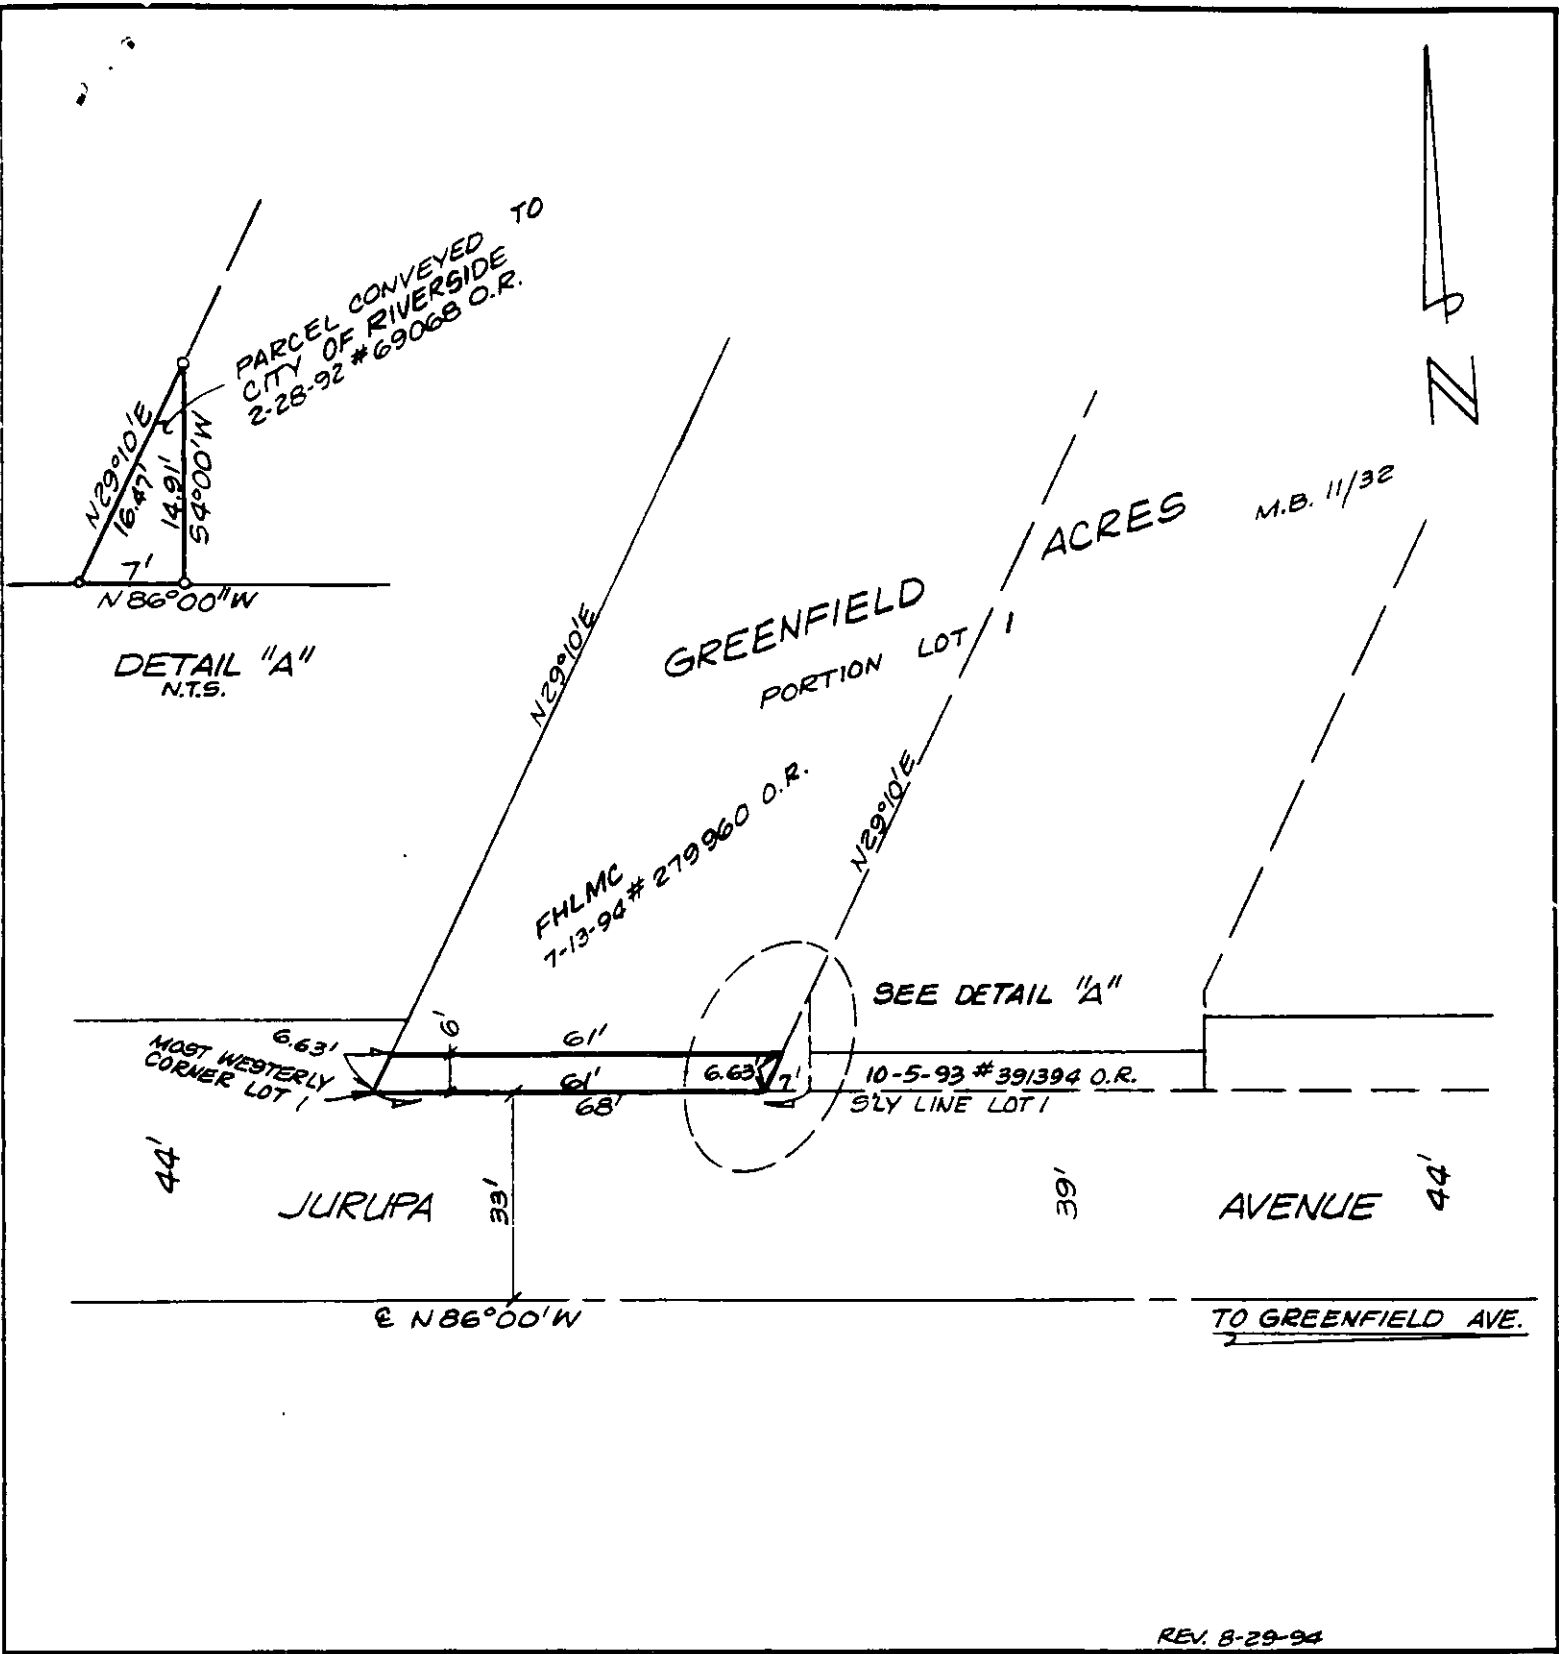 TO
PARCEL CONVEYED
CITY OF RIVERSIDE
2-28-92 #69068 O.R.
N29°10'E
16.47'
14.91'
S4°00'W
7'
N86°00"W
DETAIL "A"
N.T.S.
N
M.B. 11/32
GREENFIELD ACRES
PORTION LOT 1
N29°10'E
N29°10'E
FHLMC
7-13-94 # 279960 O.R.
SEE DETAIL "A"
6.63'
MOST WESTERLY
CORNER LOT 1
6'
61'
61'
68'
6.63'
7'
10-5-93 #391394 O.R.
S'LY LINE LOT 1
44'
JURUPA
33'
39'
AVENUE
44'
℄ N86°00'W
TO GREENFIELD AVE.
REV. 8-29-94